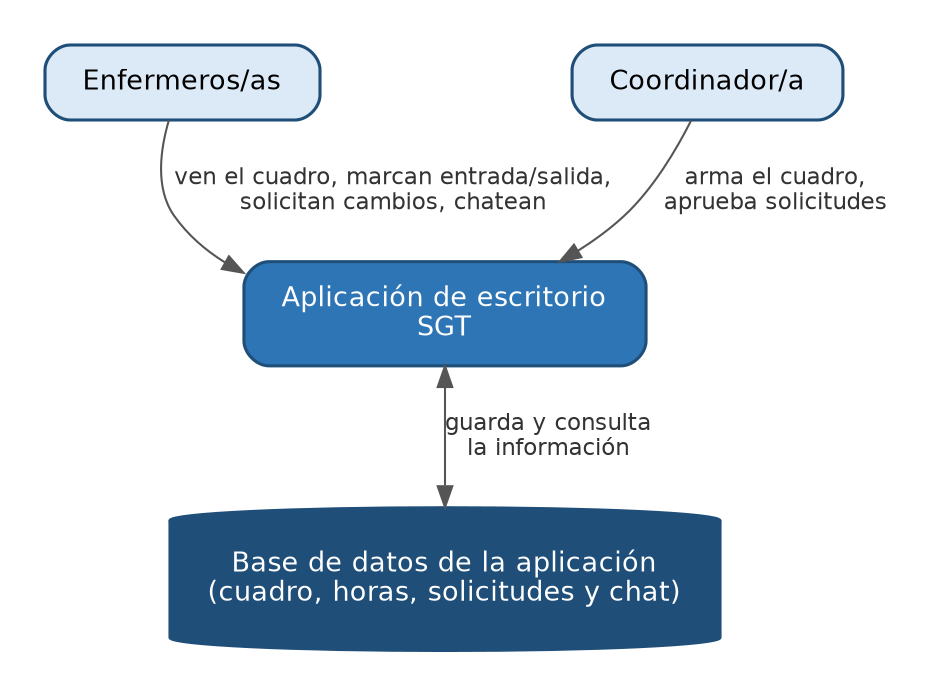 Enfermeros/as
Coordinador/a
ven el cuadro, marcan entrada/salida,
solicitan cambios, chatean
arma el cuadro,
aprueba solicitudes
Aplicación de escritorio
SGT
guarda y consulta
la información
Base de datos de la aplicación
(cuadro, horas, solicitudes y chat)